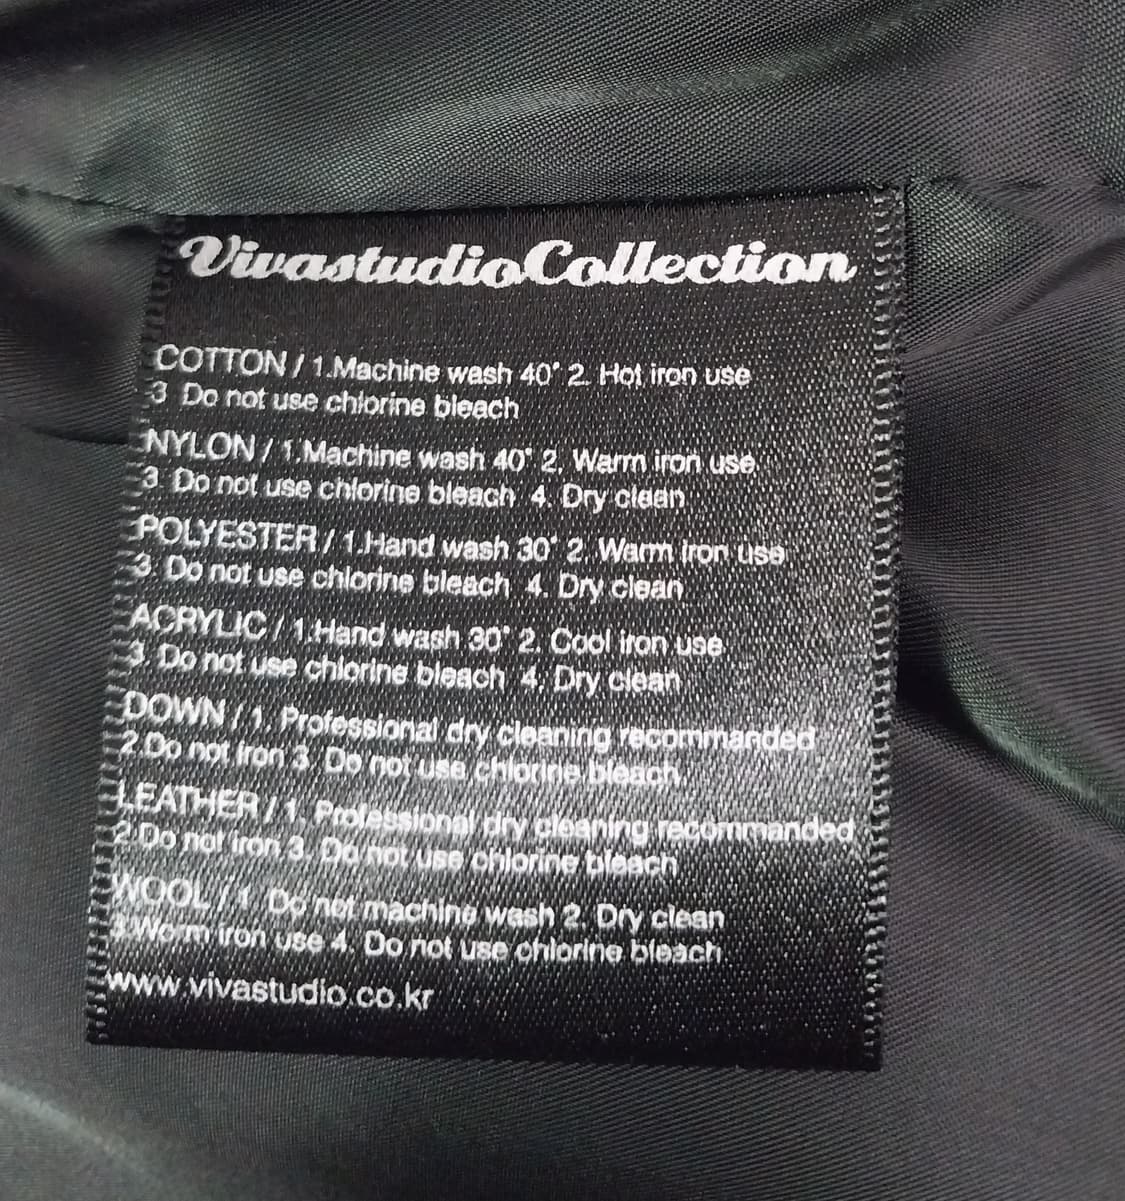 VivastudioCollection
COTTON / 1.Machine wash 40° 2. Hot iron use
3 Do not use chlorine bleach
NYLON / 1.Machine wash 40° 2. Warm iron use
3 Do not use chlorine bleach 4. Dry clean
POLYESTER / 1.Hand wash 30° 2. Warm iron use
3. Do not use chlorine bleach 4. Dry clean
ACRYLIC / 1.Hand wash 30° 2. Cool iron use
3. Do not use chlorine bleach 4. Dry clean
DOWN / 1. Professional dry cleaning recommanded
2.Do not iron 3. Do not use chlorine bleach
LEATHER / 1. Professional dry cleaning recommanded
2.Do not iron 3. Do not use chlorine bleach
WOOL / 1. Do not machine wash 2. Dry clean
3.Worm iron use 4. Do not use chlorine bleach
www.vivastudio.co.kr